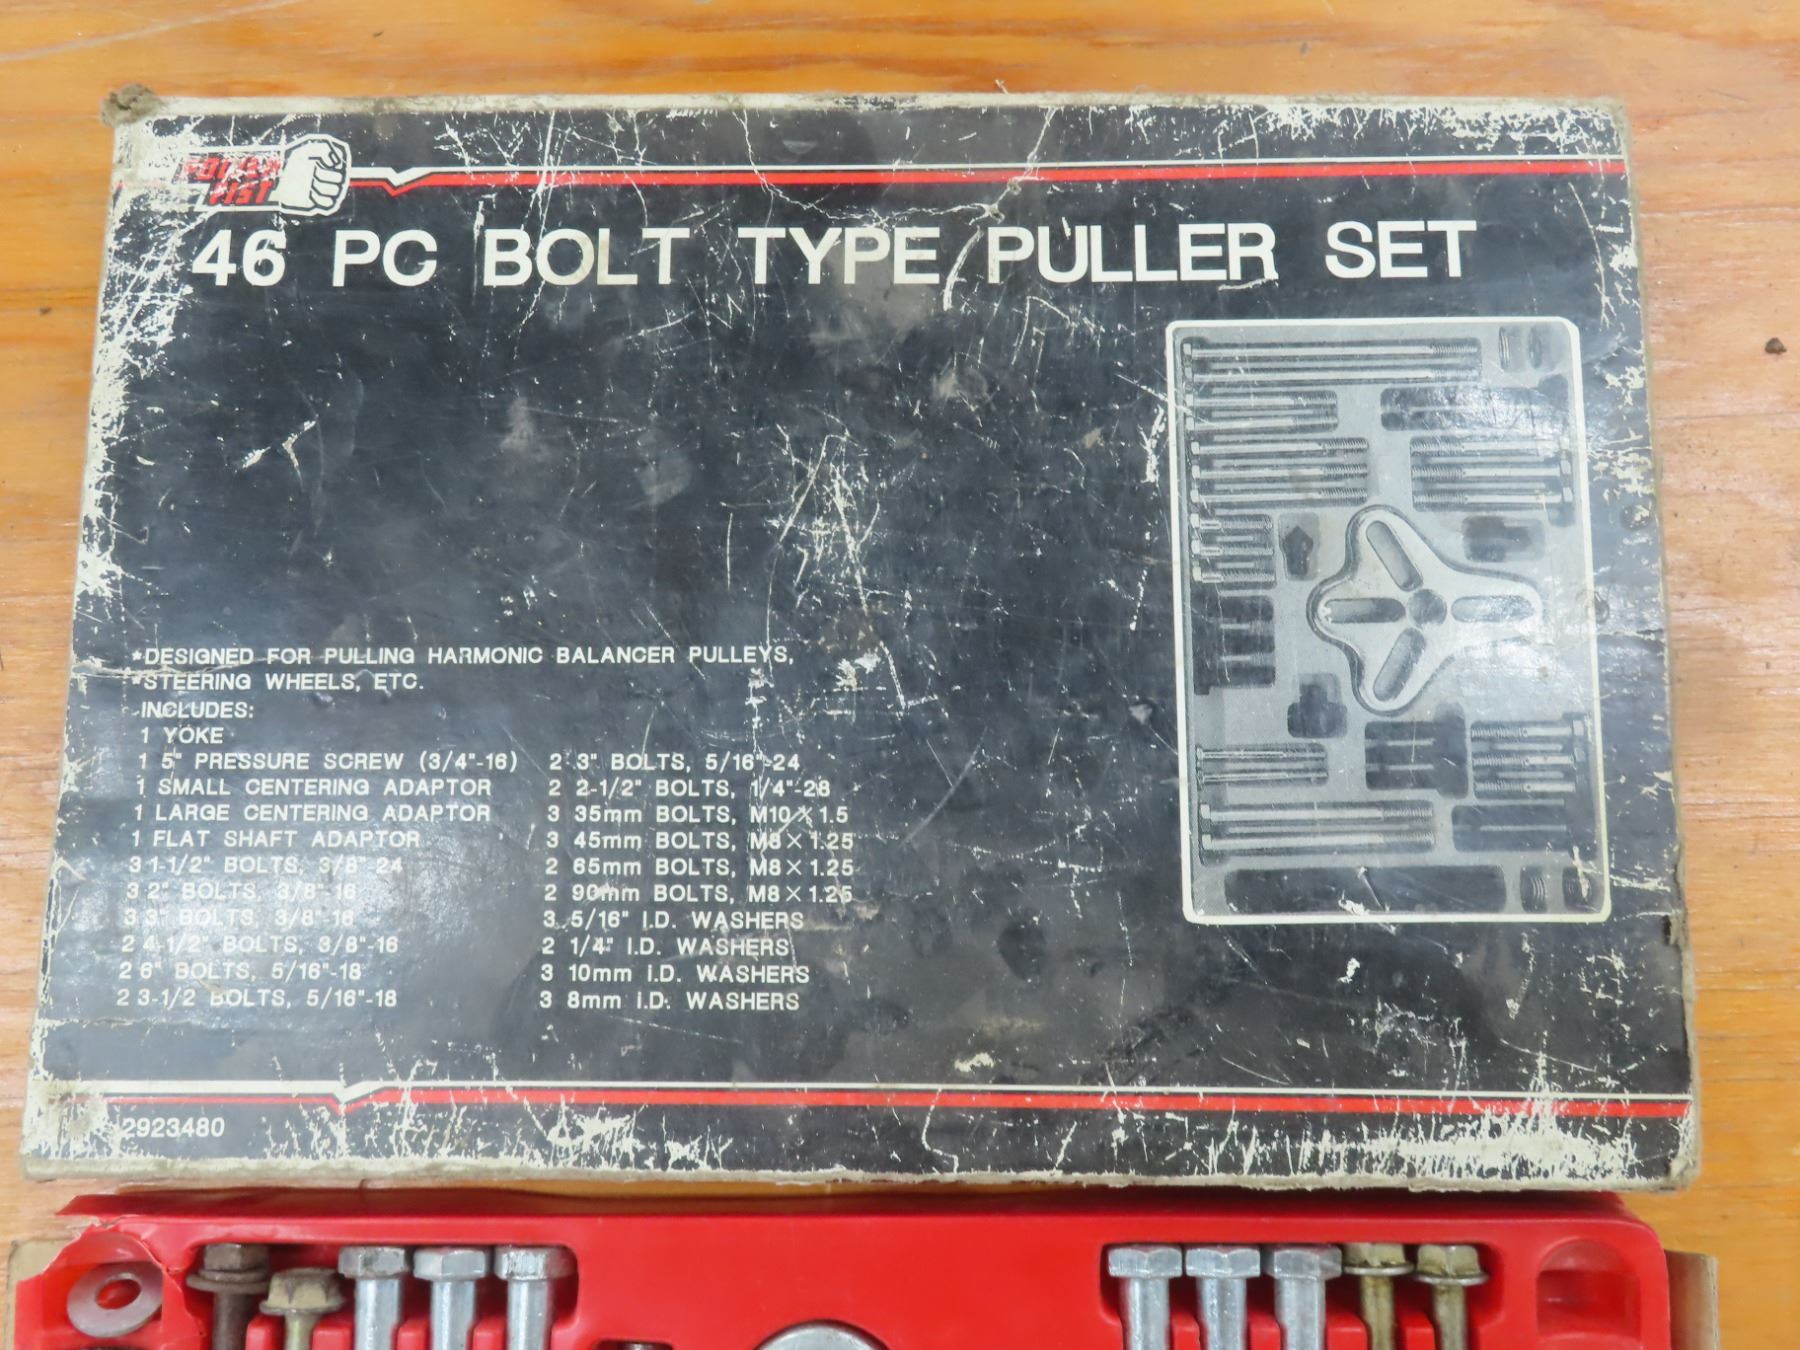 POWER
FIST
46 PC BOLT TYPE PULLER SET
*DESIGNED FOR PULLING HARMONIC BALANCER PULLEYS,
*STEERING WHEELS, ETC.
INCLUDES:
1 YOKE
1 5" PRESSURE SCREW (3/4"-16)
1 SMALL CENTERING ADAPTOR
1 LARGE CENTERING ADAPTOR
1 FLAT SHAFT ADAPTOR
3 1-1/2" BOLTS, 3/8"-24
3 2" BOLTS, 3/8"-16
3 3" BOLTS, 3/8"-16
2 4-1/2" BOLTS, 3/8"-16
2 6" BOLTS, 5/16"-18
2 3-1/2 BOLTS, 5/16"-18
2 3" BOLTS, 5/16"-24
2 2-1/2" BOLTS, 1/4"-28
3 35mm BOLTS, M10×1.5
3 45mm BOLTS, M8×1.25
2 65mm BOLTS, M8×1.25
2 90mm BOLTS, M8×1.25
3 5/16" I.D. WASHERS
2 1/4" I.D. WASHERS
3 10mm I.D. WASHERS
3 8mm I.D. WASHERS
2923480